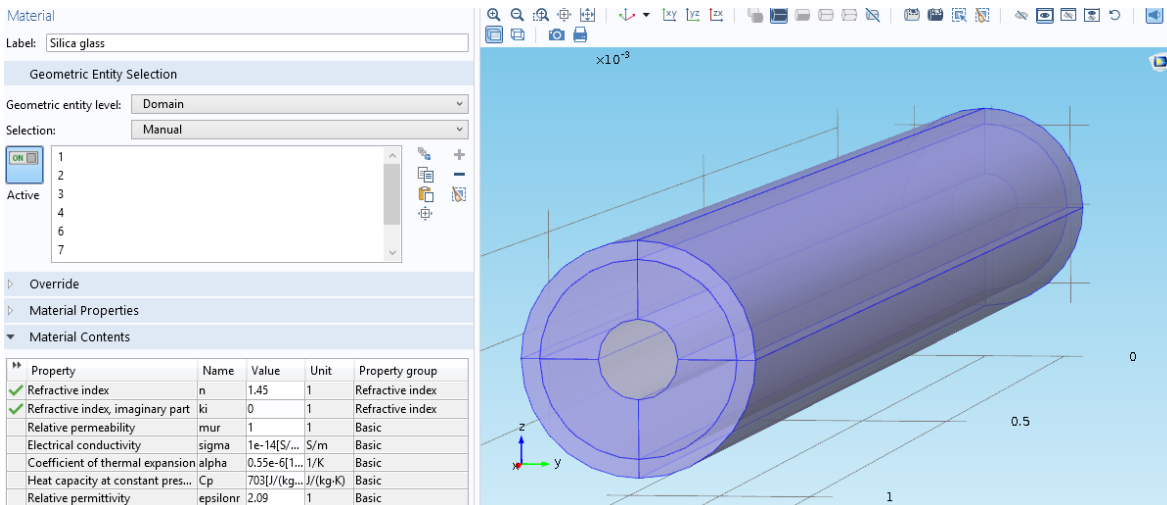 Material
Label: Silica glass
Geometric Entity Selection
Geometric entity level: Domain
Selection: Manual
ON
Active
1
2
3
4
6
7
Override
Material Properties
Material Contents
Property Name Value Unit Property group
Refractive index n 1.45 1 Refractive index
Refractive index, imaginary part ki 0 1 Refractive index
Relative permeability mur 1 1 Basic
Electrical conductivity sigma 1e-14[S/... S/m Basic
Coefficient of thermal expansion alpha 0.55e-6[1... 1/K Basic
Heat capacity at constant pres... Cp 703[J/(kg... J/(kg·K) Basic
Relative permittivity epsilonr 2.09 1 Basic
xy yz zx
×10⁻³
0
0.5
1
z
x y